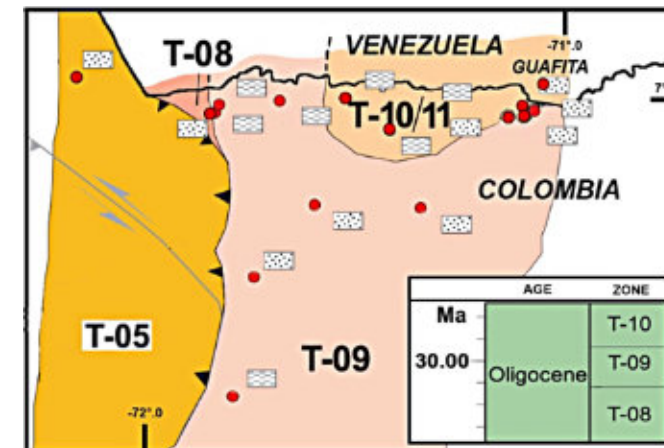 VENEZUELA
-71°.0
T-08
GUAFITA
7°
T-10/11
COLOMBIA
T-05
T-09
-72°.0
AGE ZONE
Ma
30.00
Oligocene
T-10
T-09
T-08